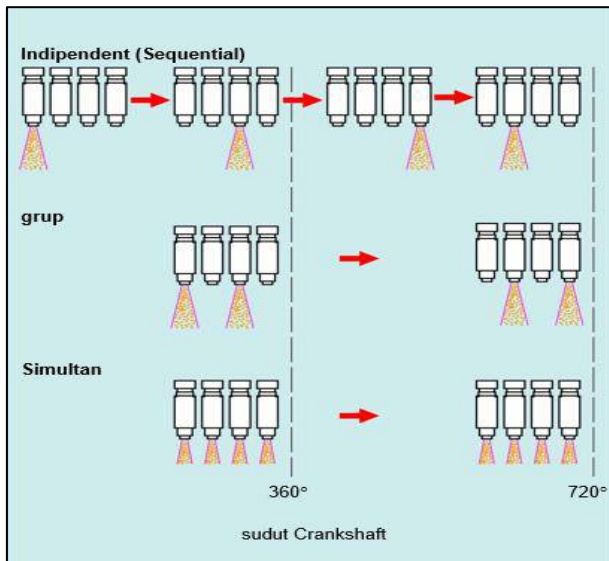 Indipendent (Sequential)
grup
Simultan
360°
720°
sudut Crankshaft